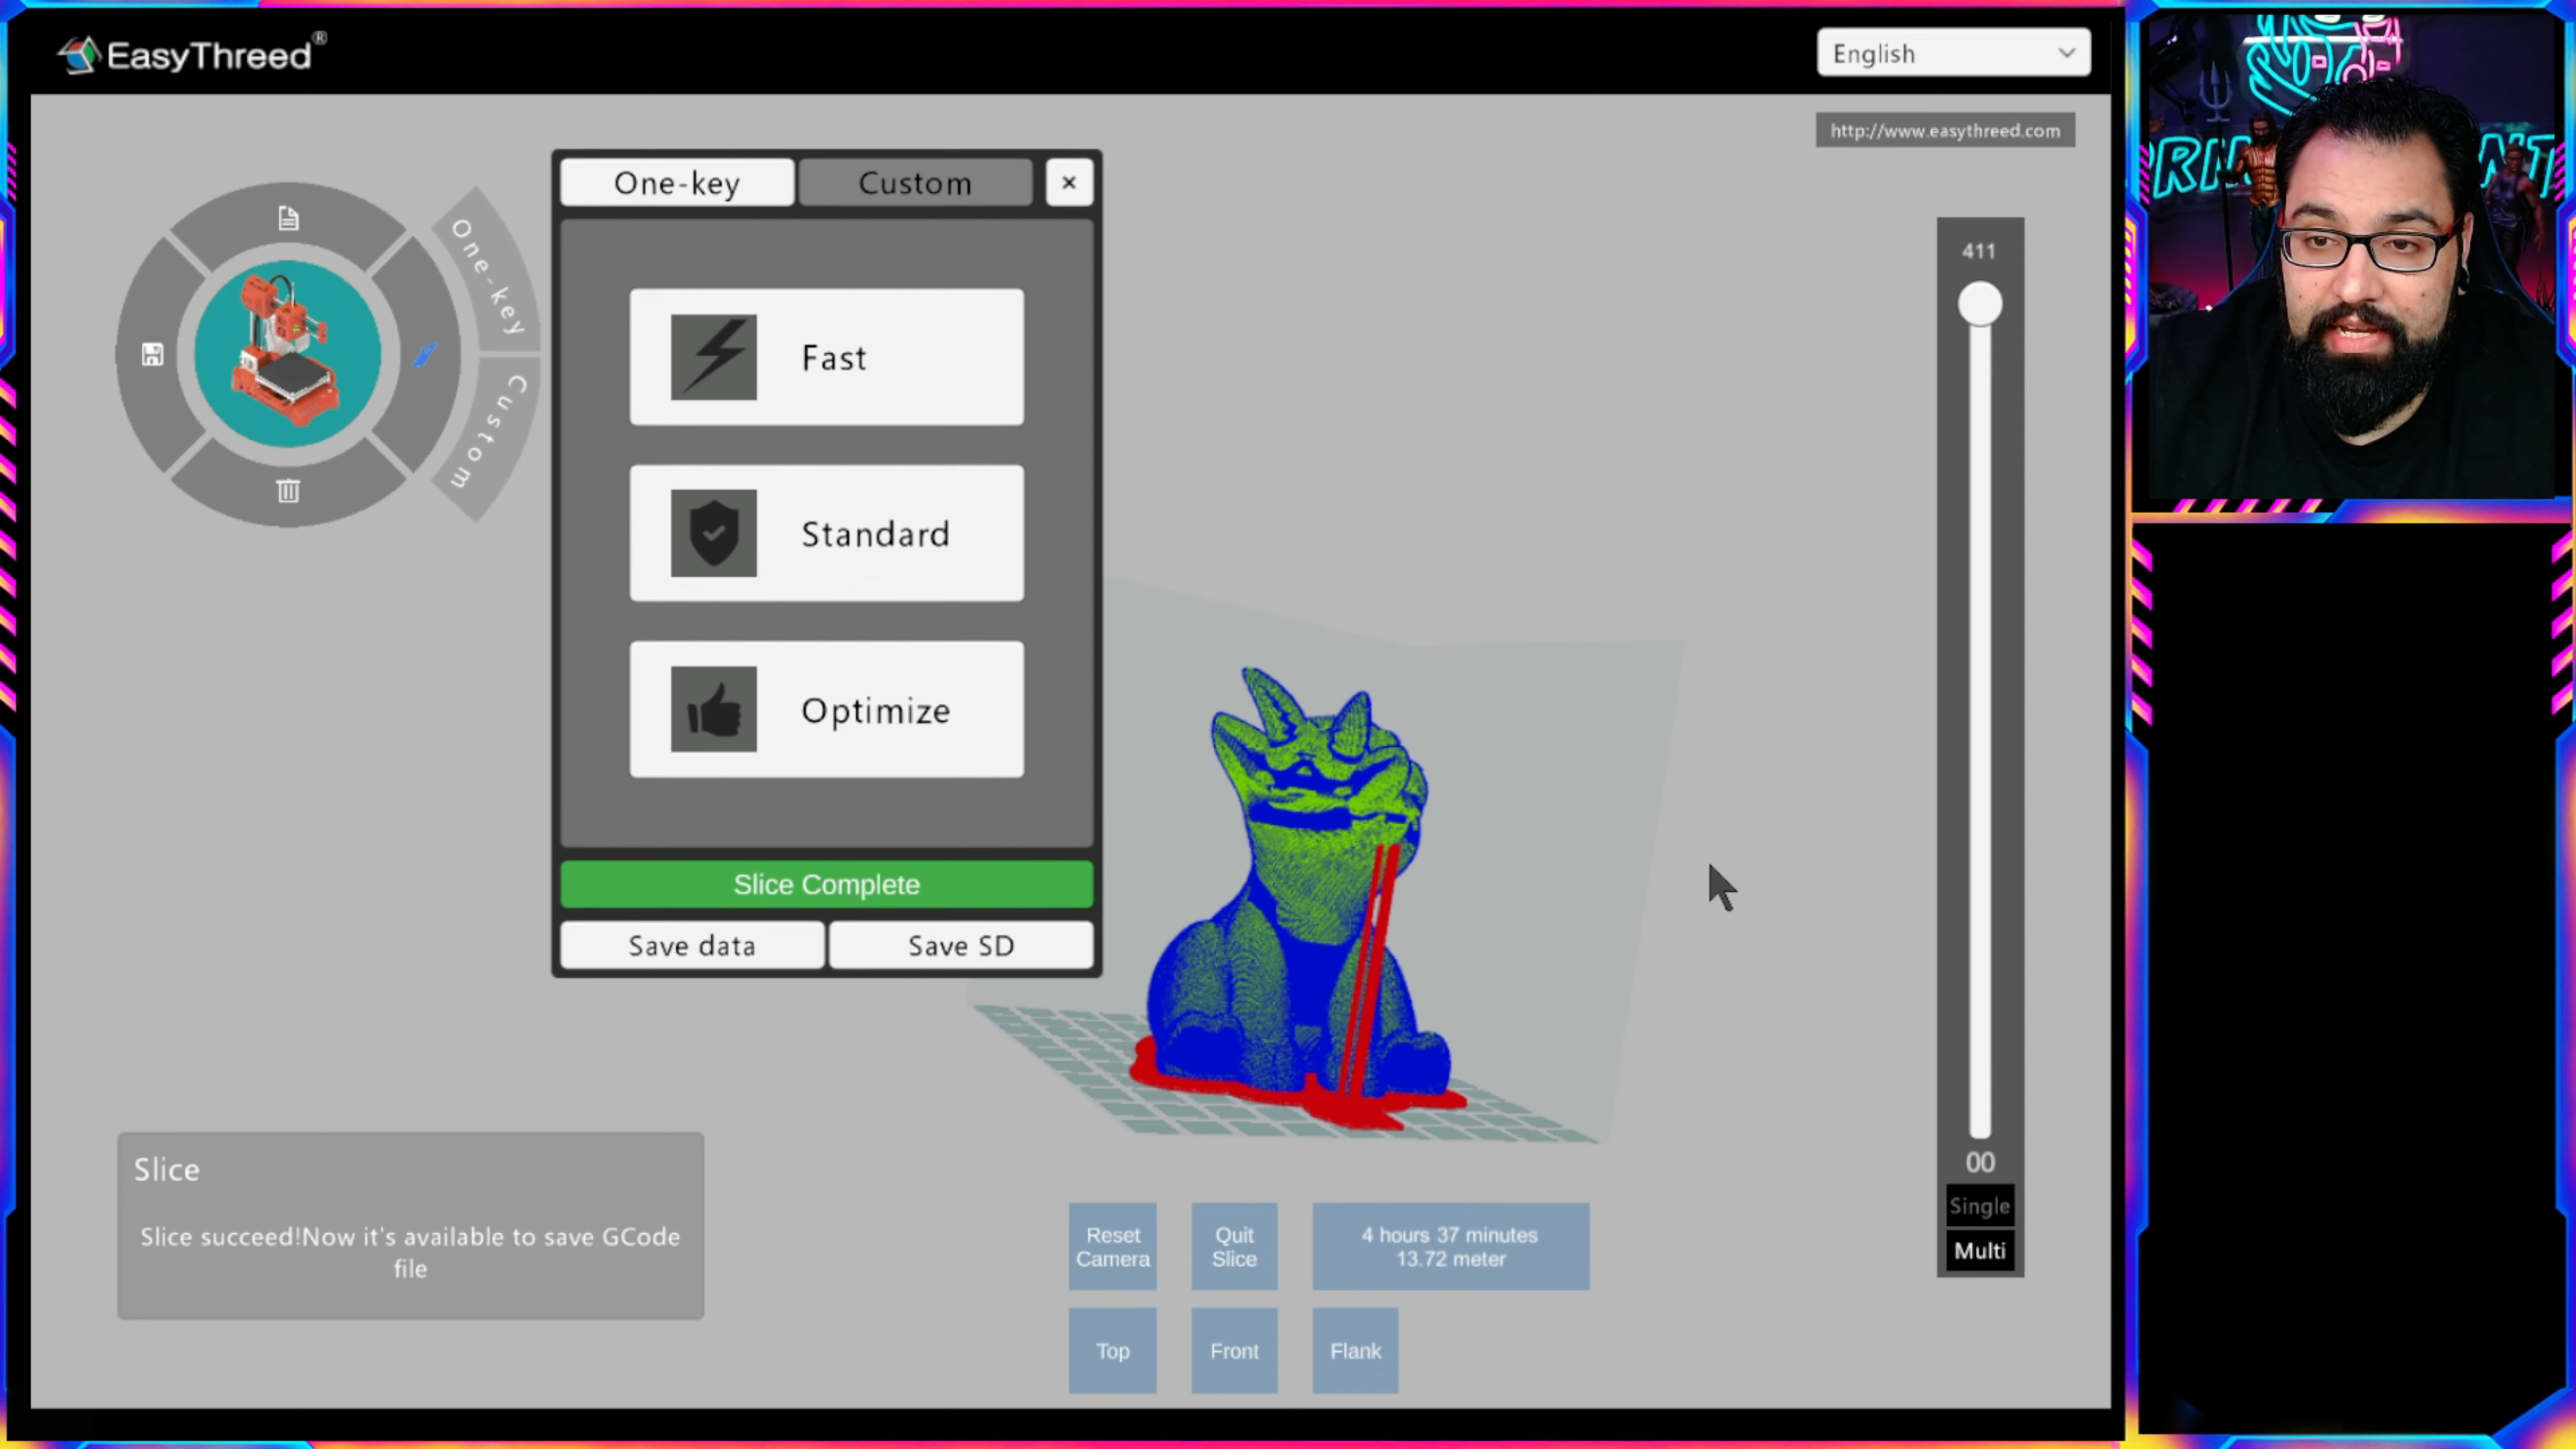 EasyThreed®
English
http://www.easythreed.com
One-key
Custom
One-key
Custom
×
Fast
Standard
Optimize
Slice Complete
Save data
Save SD
411
00
Single
Multi
Slice
Slice succeed!Now it's available to save GCode
file
Reset
Camera
Quit
Slice
4 hours 37 minutes
13.72 meter
Top
Front
Flank